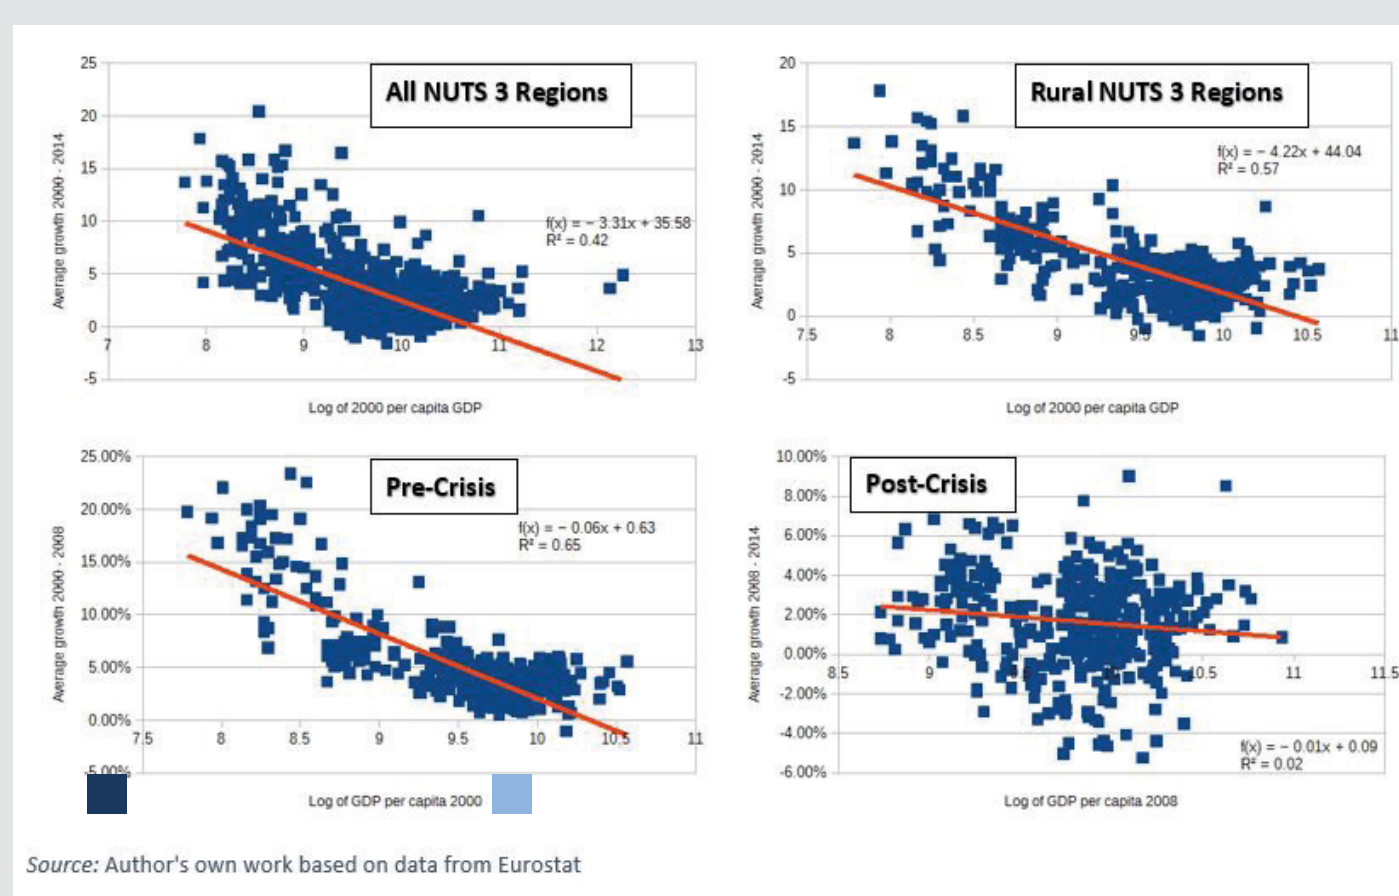 All NUTS 3 Regions
25
20
15
10
5
0
-5
7
8
9
10
11
12
13
Average growth 2000 - 2014
f(x) = − 3.31x + 35.58
R² = 0.42
Log of 2000 per capita GDP
Rural NUTS 3 Regions
20
15
10
5
0
-5
7.5
8
8.5
9
9.5
10
10.5
11
Average growth 2000 - 2014
f(x) = − 4.22x + 44.04
R² = 0.57
Log of 2000 per capita GDP
Pre-Crisis
25.00%
20.00%
15.00%
10.00%
5.00%
0.00%
-5.00%
7.5
8
8.5
9
9.5
10
10.5
11
Average growth 2000 - 2008
f(x) = − 0.06x + 0.63
R² = 0.65
Log of GDP per capita 2000
Post-Crisis
10.00%
8.00%
6.00%
4.00%
2.00%
0.00%
-2.00%
-4.00%
-6.00%
8.5
9
10.5
11
11.5
Average growth 2008 - 2014
f(x) = − 0.01x + 0.09
R² = 0.02
Log of GDP per capita 2008
Source: Author's own work based on data from Eurostat